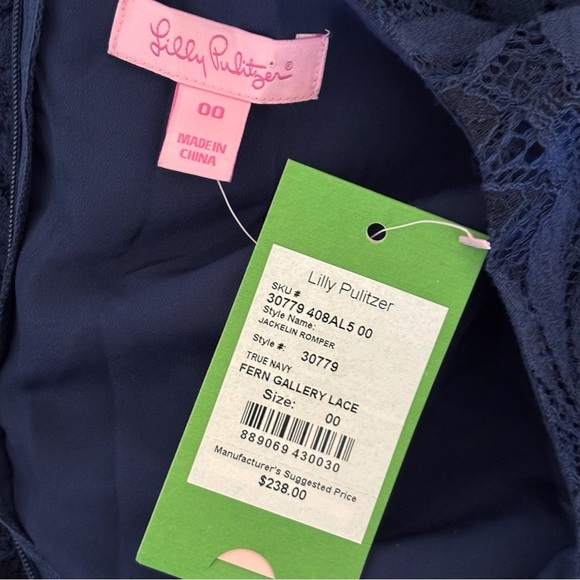 Lilly Pulitzer®
00
MADE IN
CHINA
Lilly Pulitzer
SKU #
30779 408AL5 00
Style Name:
JACKELIN ROMPER
Style #: 30779
TRUE NAVY
FERN GALLERY LACE
Size: 00
889069 430030
Manufacturer's Suggested Price
$238.00